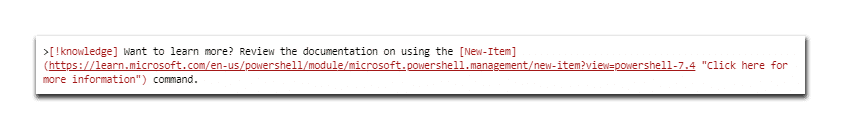 >[!knowledge] Want to learn more? Review the documentation on using the [New-Item]
(https://learn.microsoft.com/en-us/powershell/module/microsoft.powershell.management/new-item?view=powershell-7.4 "Click here for
more information") command.